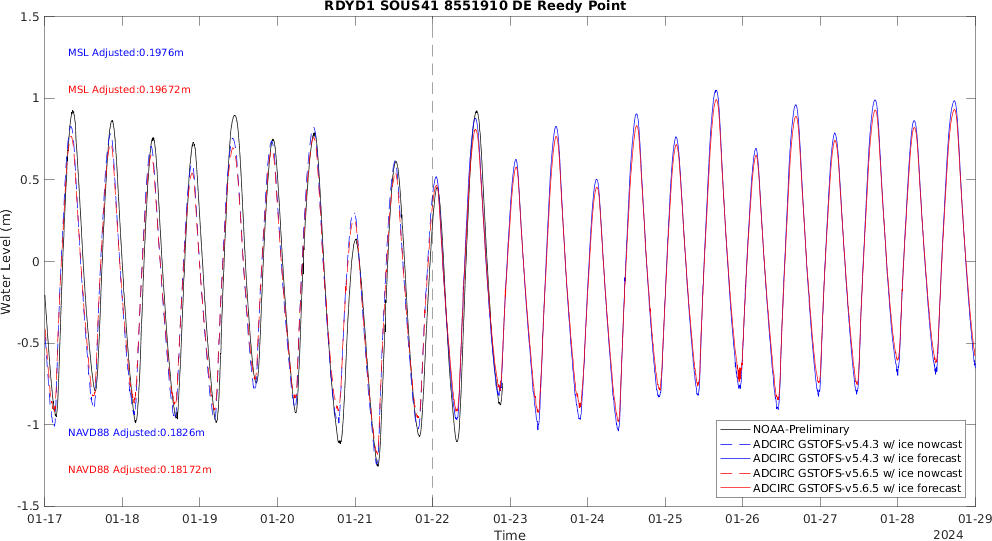 RDYD1 SOUS41 8551910 DE Reedy Point
1.5
1
0.5
0
-0.5
-1
-1.5
Water Level (m)
MSL Adjusted:0.1976m
MSL Adjusted:0.19672m
NAVD88 Adjusted:0.1826m
NAVD88 Adjusted:0.18172m
NOAA-Preliminary
ADCIRC GSTOFS-v5.4.3 w/ ice nowcast
ADCIRC GSTOFS-v5.4.3 w/ ice forecast
ADCIRC GSTOFS-v5.6.5 w/ ice nowcast
ADCIRC GSTOFS-v5.6.5 w/ ice forecast
01-17 01-18 01-19 01-20 01-21 01-22 01-23 01-24 01-25 01-26 01-27 01-28 01-29
Time
2024